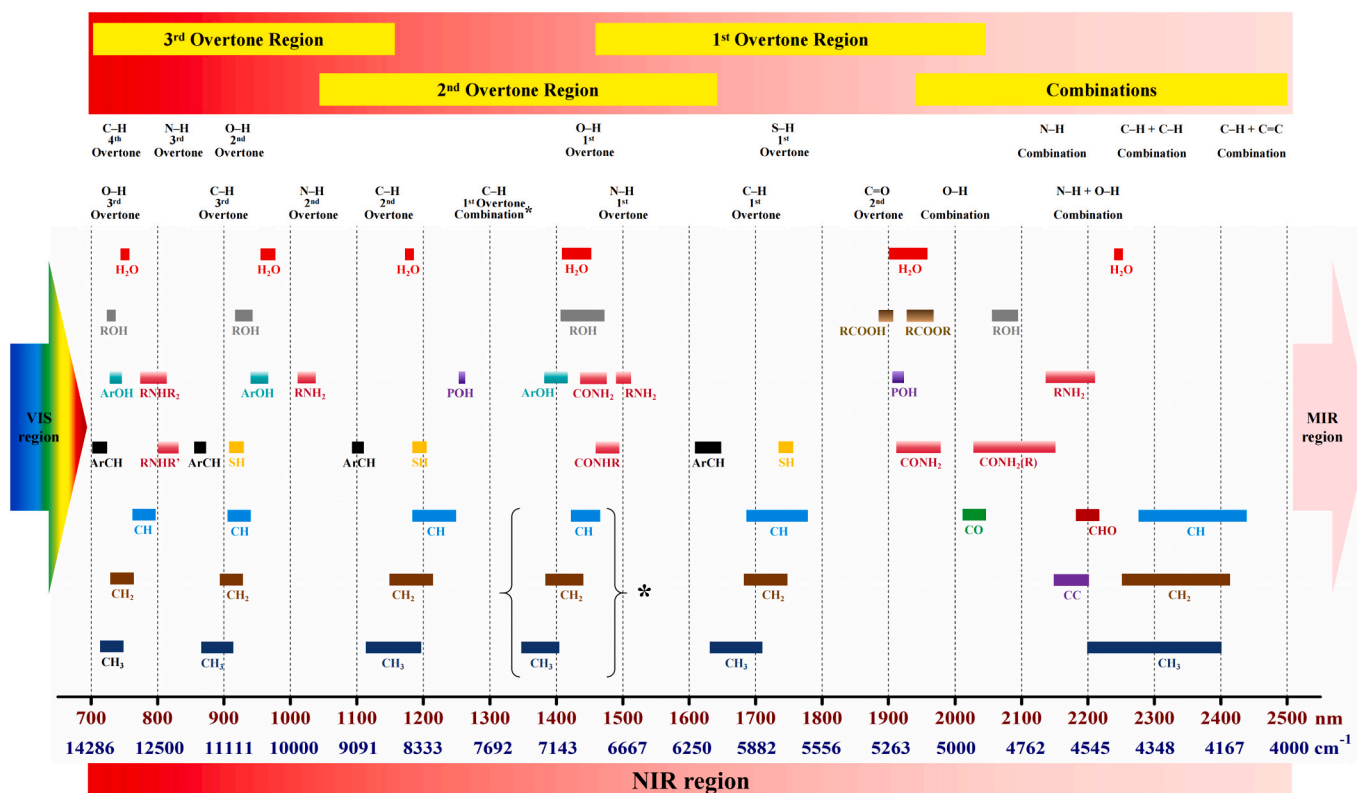 3rd Overtone Region
1st Overtone Region
2nd Overtone Region
Combinations
C–H
4th
Overtone
N–H
3rd
Overtone
O–H
2nd
Overtone
O–H
1st
Overtone
S–H
1st
Overtone
N–H
Combination
C–H + C–H
Combination
C–H + C=C
Combination
O–H
3rd
Overtone
C–H
3rd
Overtone
N–H
2nd
Overtone
C–H
2nd
Overtone
C–H
1st Overtone
Combination*
N–H
1st
Overtone
C–H
1st
Overtone
C=O
2nd
Overtone
O–H
Combination
N–H + O–H
Combination
H2O H2O H2O H2O H2O H2O
ROH ROH ROH RCOOH RCOOR ROH
ArOH RNHR2 ArOH RNH2 POH ArOH CONH2 RNH2 POH RNH2
VIS
region
MIR
region
ArCH RNHR' ArCH SH ArCH SH CONHR ArCH SH CONH2 CONH2(R)
CH CH CH CH CH CO CHO CH
CH2 CH2 CH2 CH2 * CH2 CC CH2
CH3 CH3 CH3 CH3 CH3 CH3
700 800 900 1000 1100 1200 1300 1400 1500 1600 1700 1800 1900 2000 2100 2200 2300 2400 2500 nm
14286 12500 11111 10000 9091 8333 7692 7143 6667 6250 5882 5556 5263 5000 4762 4545 4348 4167 4000 cm-1
NIR region